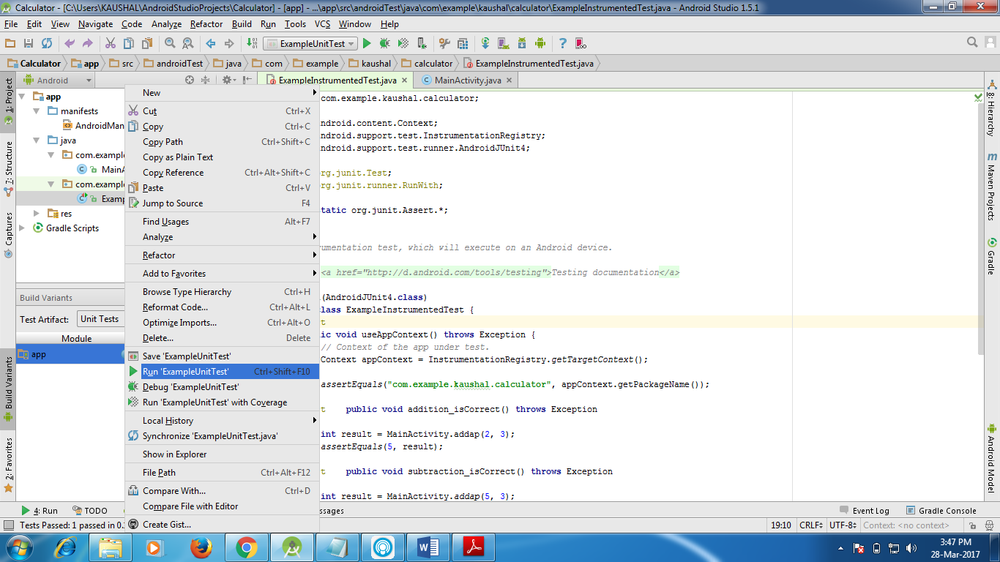 Calculator - [C:\Users\KAUSHAL\AndroidStudioProjects\Calculator] - [app] - ...\app\src\androidTest\java\com\example\kaushal\calculator\ExampleInstrumentedTest.java - Android Studio 1.5.1
File Edit View Navigate Code Analyze Refactor Build Run Tools VCS Window Help
ExampleUnitTest
Calculator app src androidTest java com example kaushal calculator ExampleInstrumentedTest.java
Android ExampleInstrumentedTest.java MainActivity.java
1: Project
7: Structure
Captures
Build Variants
2: Favorites
app
manifests
AndroidMan
java
com.example
MainA
com.example
Examp
res
Gradle Scripts
Build Variants
Test Artifact: Unit Tests
Module
app
New
Cut Ctrl+X
Copy Ctrl+C
Copy Path Ctrl+Shift+C
Copy as Plain Text
Copy Reference Ctrl+Alt+Shift+C
Paste Ctrl+V
Jump to Source F4
Find Usages Alt+F7
Analyze
Refactor
Add to Favorites
Browse Type Hierarchy Ctrl+H
Reformat Code... Ctrl+Alt+L
Optimize Imports... Ctrl+Alt+O
Delete... Delete
Save 'ExampleUnitTest'
Run 'ExampleUnitTest' Ctrl+Shift+F10
Debug 'ExampleUnitTest'
Run 'ExampleUnitTest' with Coverage
Local History
Synchronize 'ExampleUnitTest.java'
Show in Explorer
File Path Ctrl+Alt+F12
Compare With... Ctrl+D
Compare File with Editor
Create Gist...
com.example.kaushal.calculator;
ndroid.content.Context;
ndroid.support.test.InstrumentationRegistry;
ndroid.support.test.runner.AndroidJUnit4;
rg.junit.Test;
rg.junit.runner.RunWith;
tatic org.junit.Assert.*;
umentation test, which will execute on an Android device.
<a href="http://d.android.com/tools/testing">Testing documentation</a>
(AndroidJUnit4.class)
lass ExampleInstrumentedTest {
t
ic void useAppContext() throws Exception {
// Context of the app under test.
Context appContext = InstrumentationRegistry.getTargetContext();
assertEquals("com.example.kaushal.calculator", appContext.getPackageName());
t public void addition_isCorrect() throws Exception
int result = MainActivity.addap(2, 3);
assertEquals(5, result);
t public void subtraction_isCorrect() throws Exception
int result = MainActivity.addap(5, 3);
8: Hierarchy
m Maven Projects
Gradle
Android Model
4: Run TODO essages Event Log Gradle Console
Tests Passed: 1 passed in 0. 19:10 CRLF UTF-8 Context: <no context>
3:47 PM
28-Mar-2017